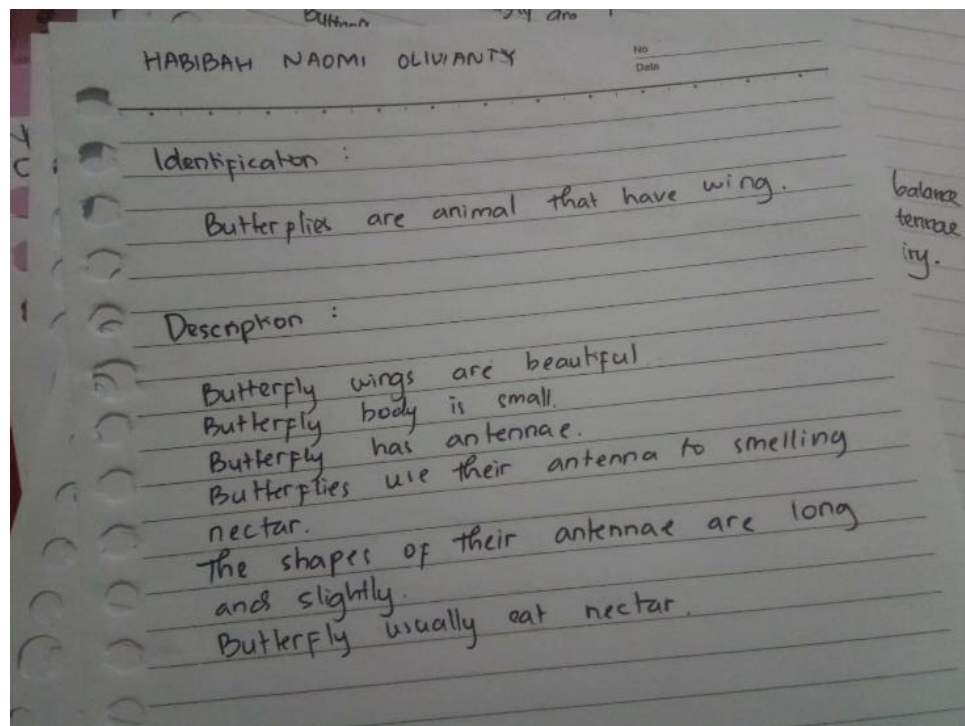 HABIBAH NAOMI OLIVIANTY
No
Date
Identification :
Butterflies are animal that have wing.
Description :
Butterfly wings are beautiful.
Butterfly body is small.
Butterfly has antennae.
Butterflies use their antenna to smelling
nectar.
The shapes of their antennae are long
and slightly.
Butterfly usually eat nectar.
balance
tennae
iry.